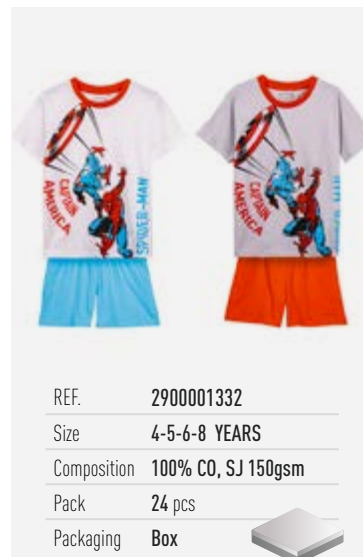 CAPTAIN AMERICA
SPIDER-MAN
CAPTAIN AMERICA
REF. 2900001332
Size 4-5-6-8 YEARS
Composition 100% CO, SJ 150gsm
Pack 24 pcs
Packaging Box